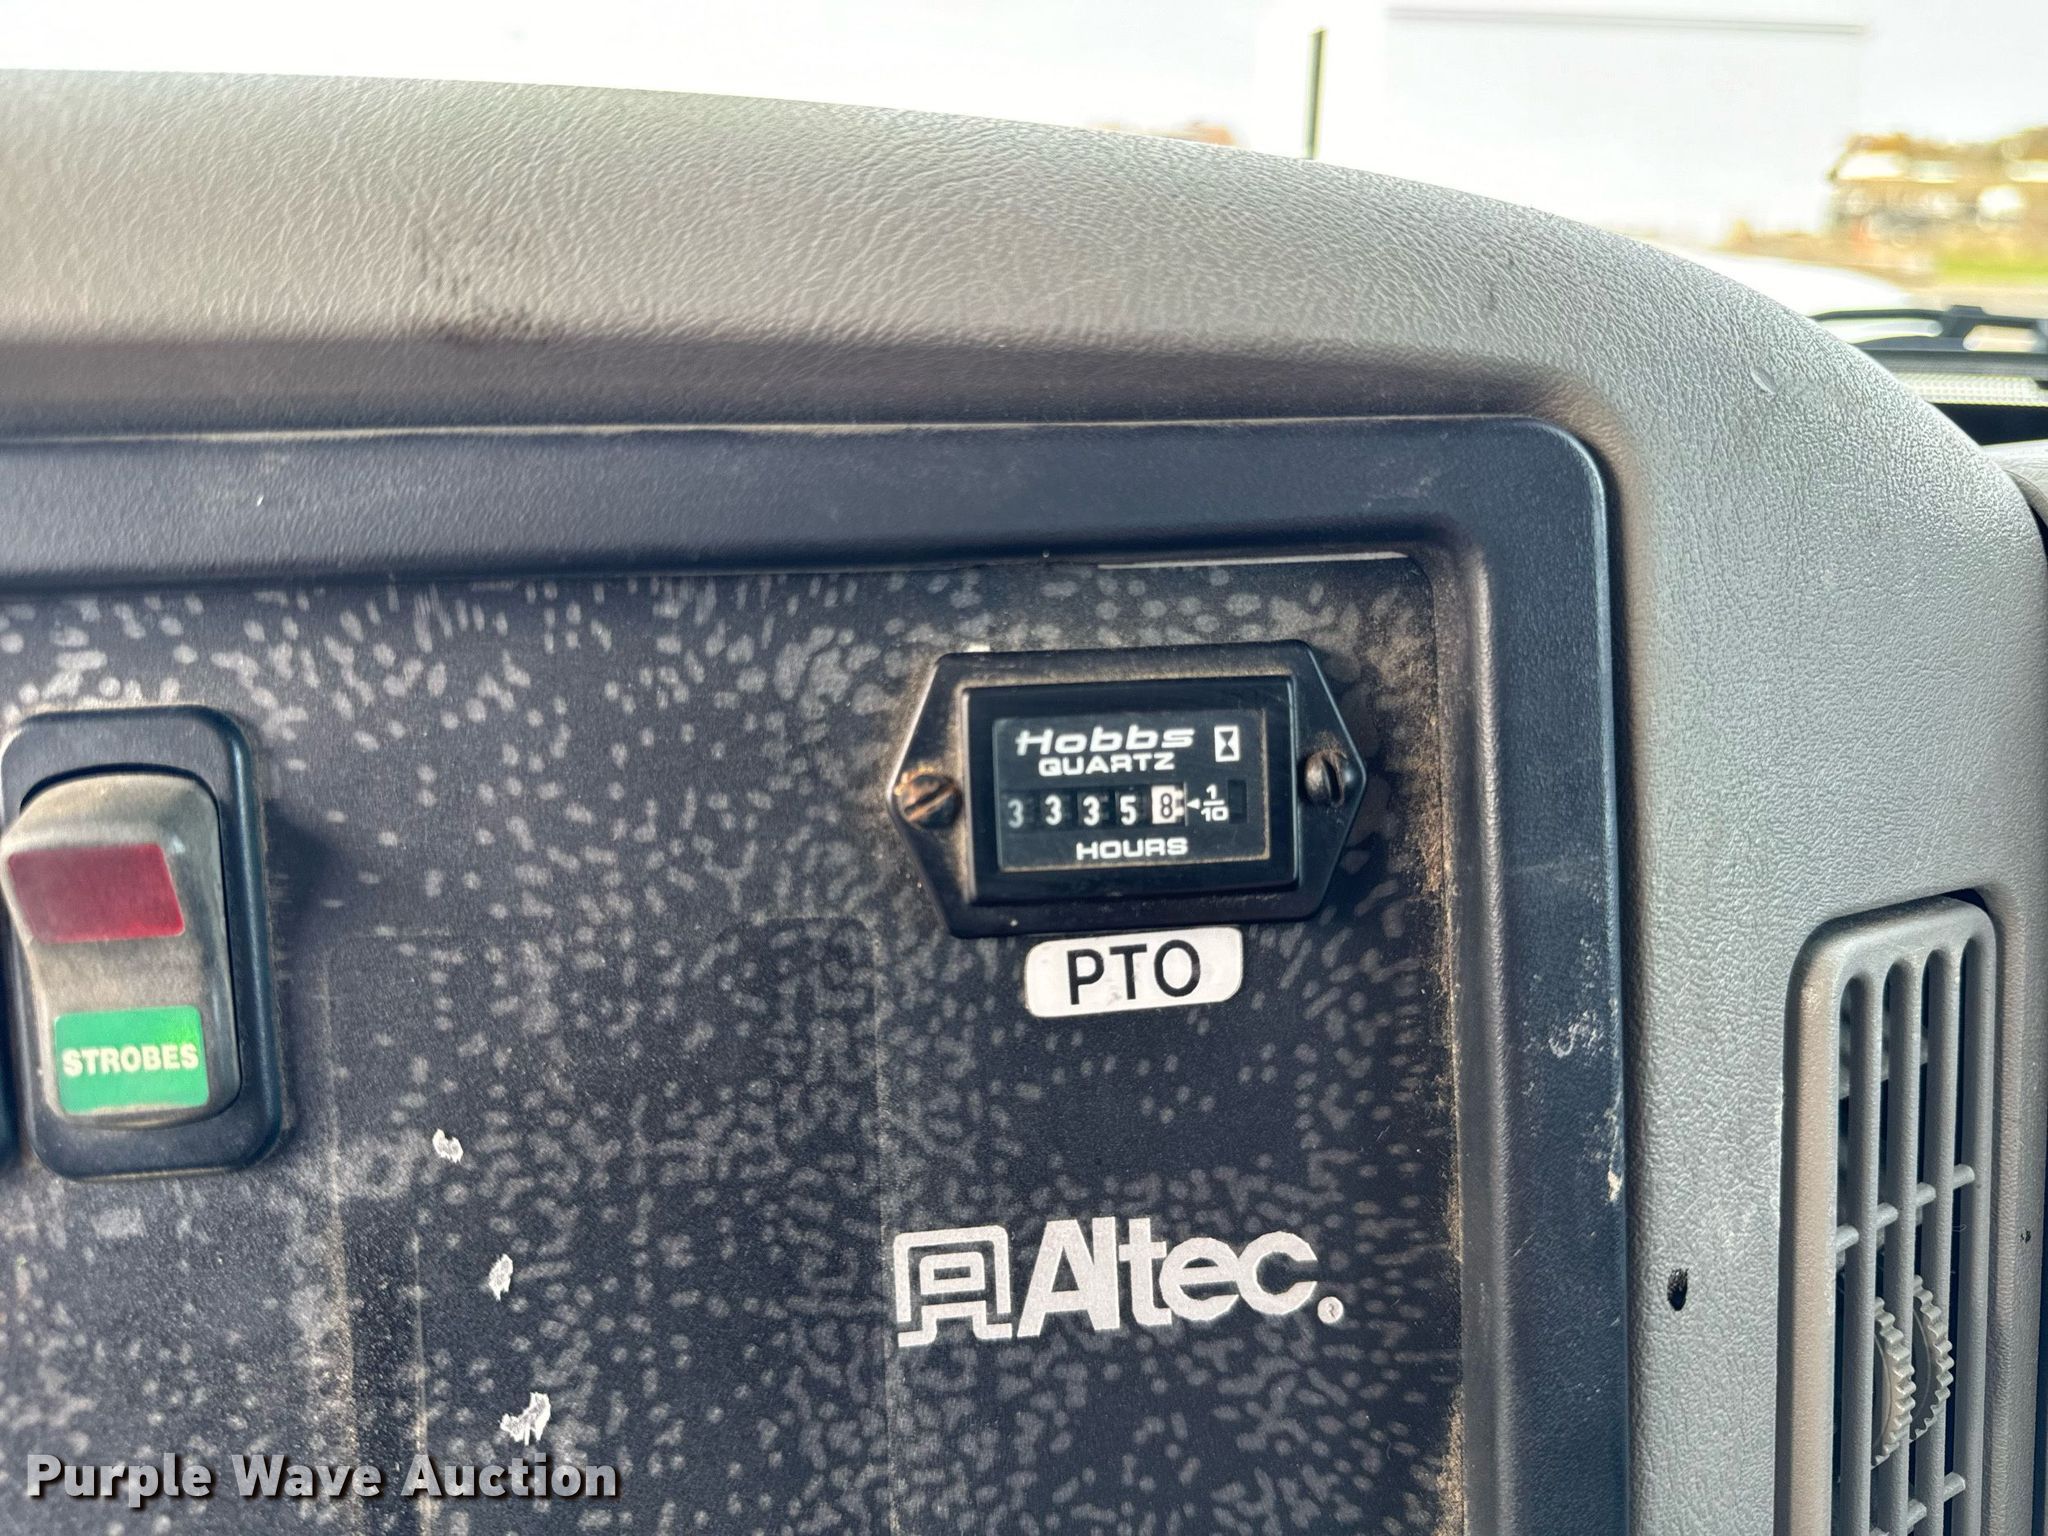 Hobbs
QUARTZ
3 3 3 5 8 1/10
HOURS
PTO
STROBES
Altec®
Purple Wave Auction